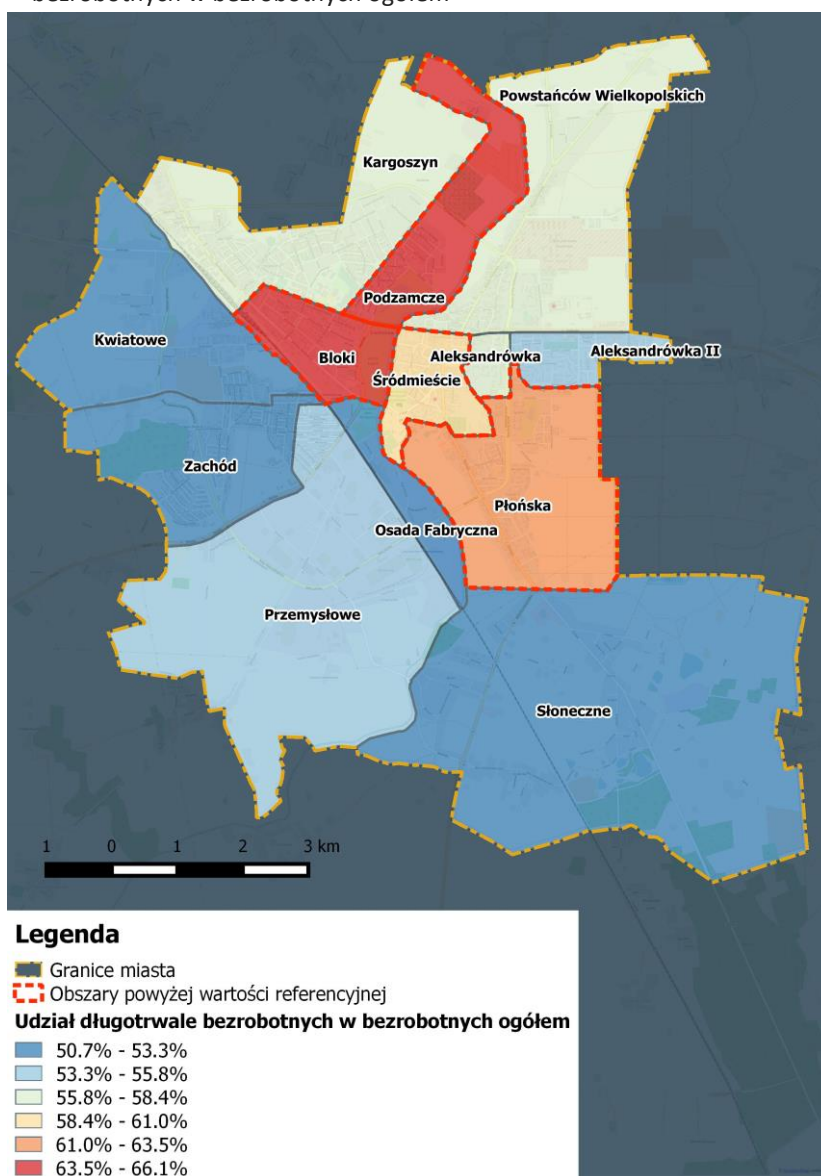 bezrobotnych w bezrobotnych ogółem
Powstańców Wielkopolskich
Kargoszyn
Podzamcze
Kwiatowe
Bloki
Aleksandrówka
Aleksandrówka II
Śródmieście
Zachód
Płońska
Osada Fabryczna
Przemysłowe
Słoneczne
1 0 1 2 3 km
Legenda
Granice miasta
Obszary powyżej wartości referencyjnej
Udział długotrwale bezrobotnych w bezrobotnych ogółem
50.7% - 53.3%
53.3% - 55.8%
55.8% - 58.4%
58.4% - 61.0%
61.0% - 63.5%
63.5% - 66.1%